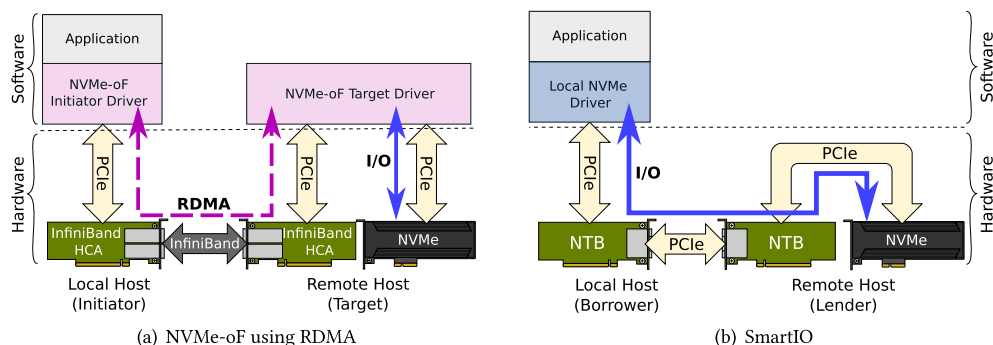 Software
Application
NVMe-oF
Initiator Driver
NVMe-oF Target Driver
Hardware
PCIe
PCIe
I/O
PCIe
RDMA
InfiniBand
HCA
InfiniBand
InfiniBand
HCA
NVMe
Local Host
(Initiator)
Remote Host
(Target)
(a) NVMe-oF using RDMA
Application
Local NVMe
Driver
Software
PCIe
I/O
PCIe
Hardware
NTB
PCIe
NTB
NVMe
Local Host
(Borrower)
Remote Host
(Lender)
(b) SmartIO